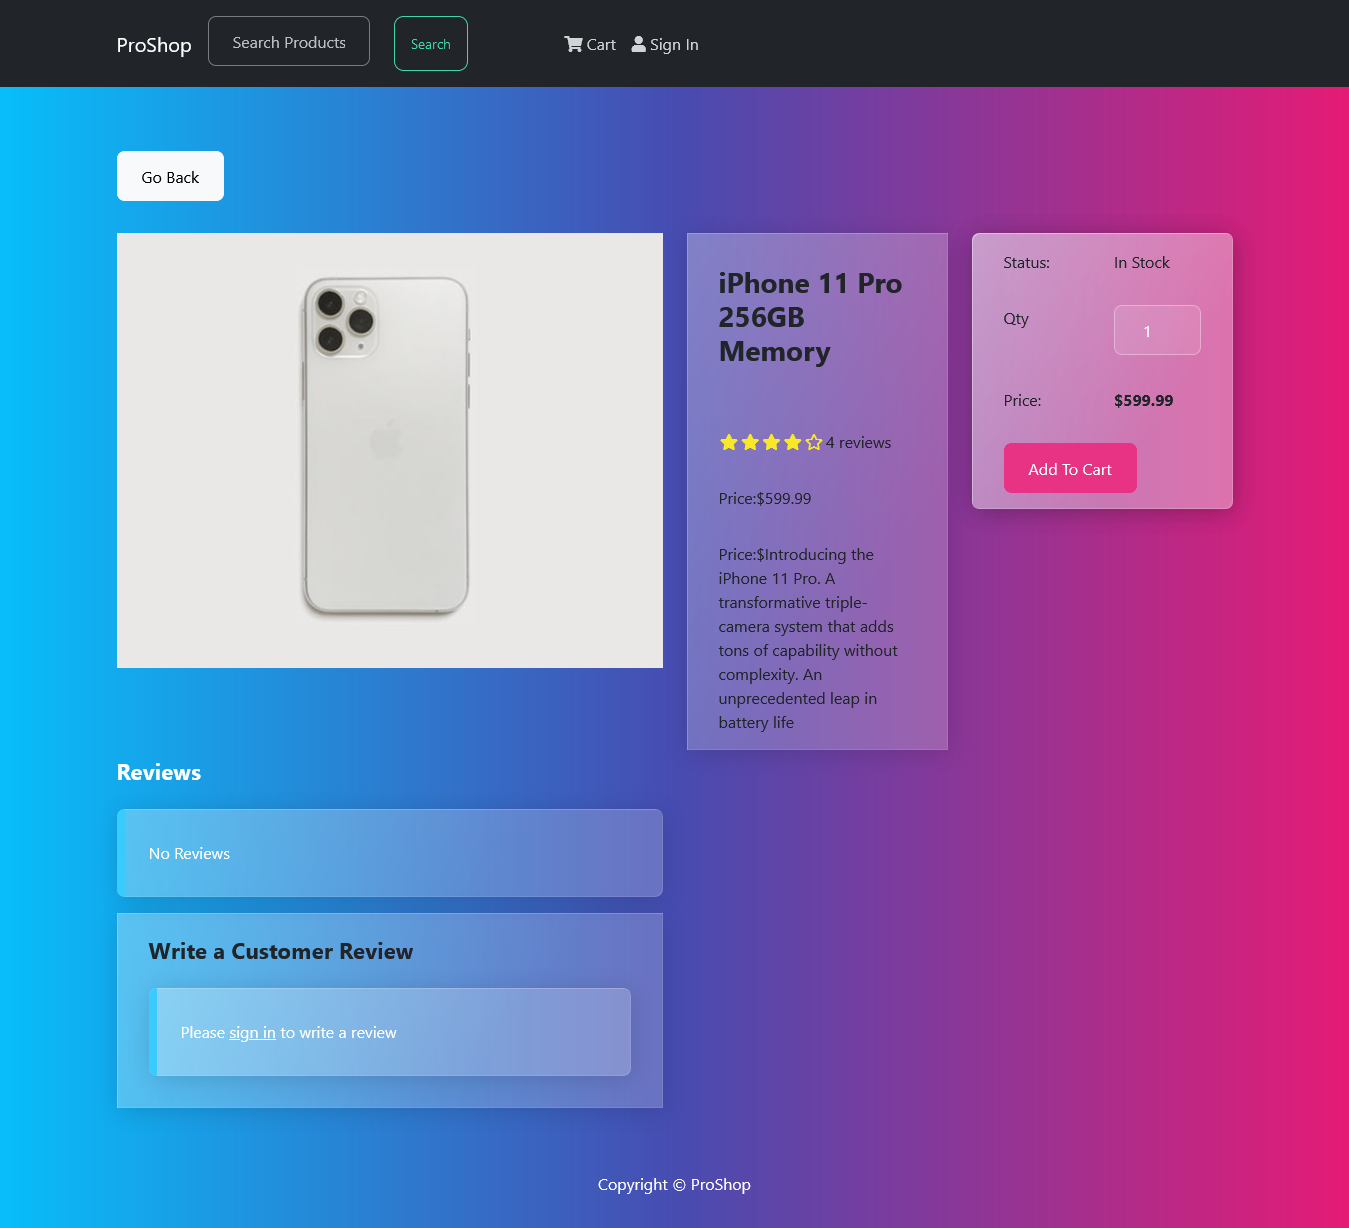 ProShop
Search Products
Search
Cart
Sign In
Go Back
iPhone 11 Pro
256GB
Memory
4 reviews
Price:$599.99
Price:$Introducing the
iPhone 11 Pro. A
transformative triple-
camera system that adds
tons of capability without
complexity. An
unprecedented leap in
battery life
Status:
In Stock
Qty
1
Price:
$599.99
Add To Cart
Reviews
No Reviews
Write a Customer Review
Please sign in to write a review
Copyright © ProShop